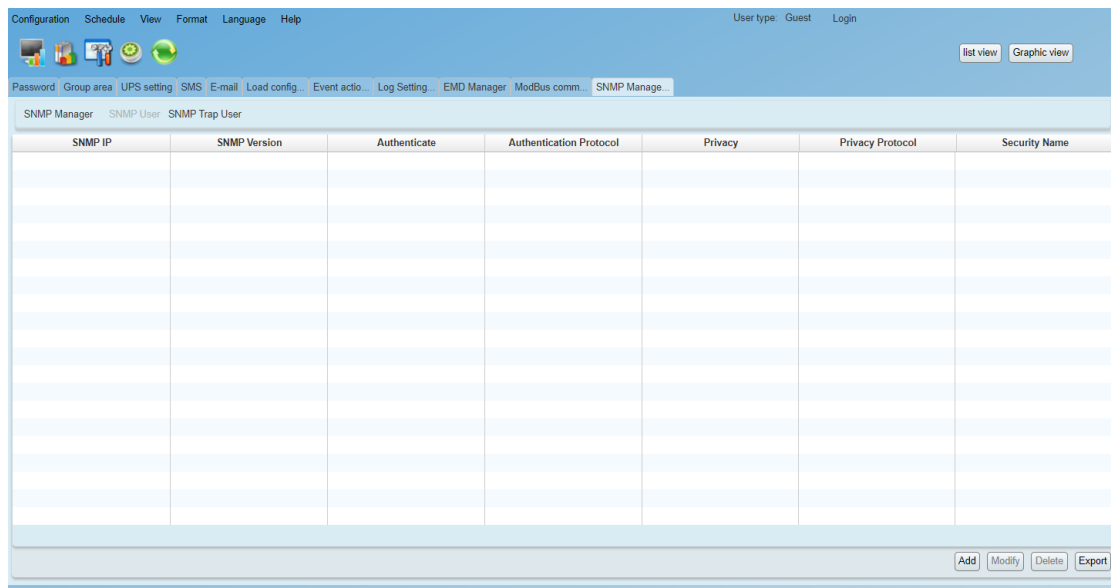 Configuration Schedule View Format Language Help User type: Guest Login
list view Graphic view
Password Group area UPS setting SMS E-mail Load config... Event actio... Log Setting... EMD Manager ModBus comm... SNMP Manage...
SNMP Manager SNMP User SNMP Trap User
SNMP IP SNMP Version Authenticate Authentication Protocol Privacy Privacy Protocol Security Name
Add Modify Delete Export